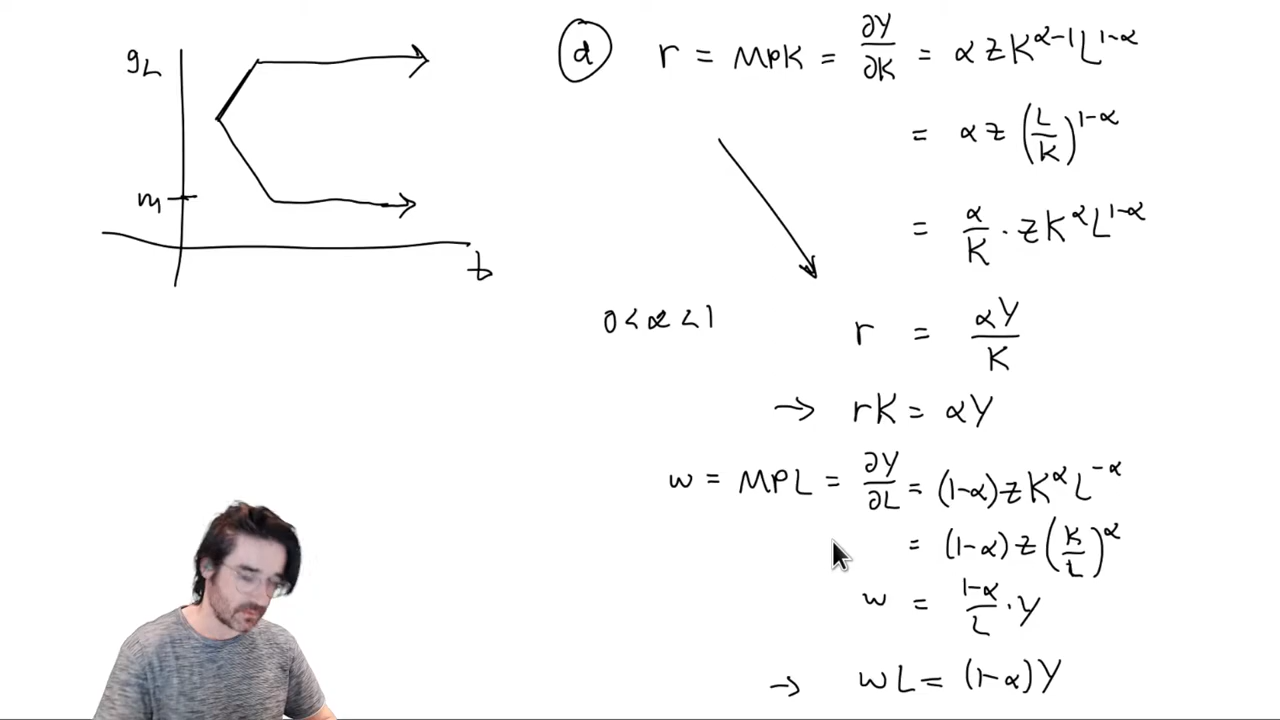 g_L
m
t
(d) r = MPK = ∂Y/∂K = αzK^{α-1}L^{1-α}
= αz(L/K)^{1-α}
= α/K · zK^αL^{1-α}
0<α<1
r = αY/K
→ rK = αY
w = MPL = ∂Y/∂L = (1-α)zK^αL^{-α}
= (1-α)z(K/L)^α
w = (1-α)/L · Y
→ wL = (1-α)Y